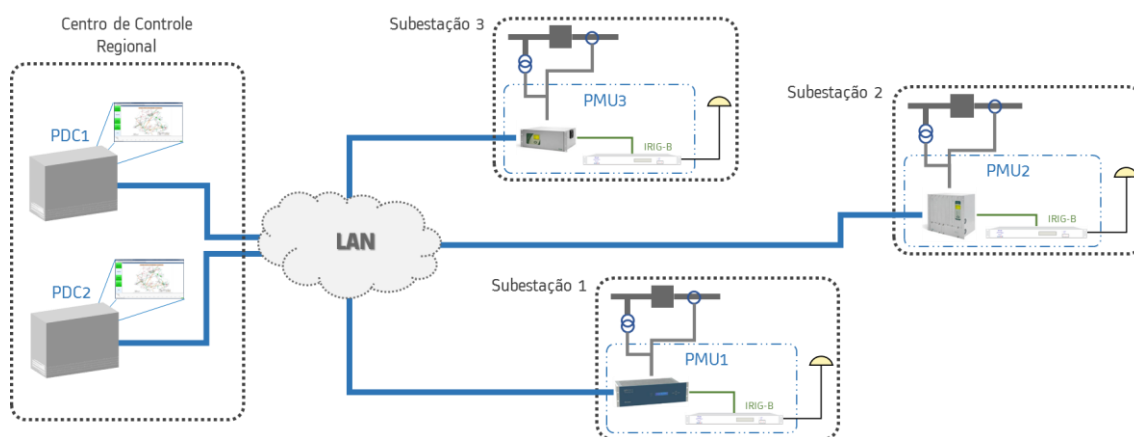 Centro de Controle
Regional
PDC1
PDC2
LAN
Subestação 3
PMU3
IRIG-B
Subestação 2
PMU2
IRIG-B
Subestação 1
PMU1
IRIG-B